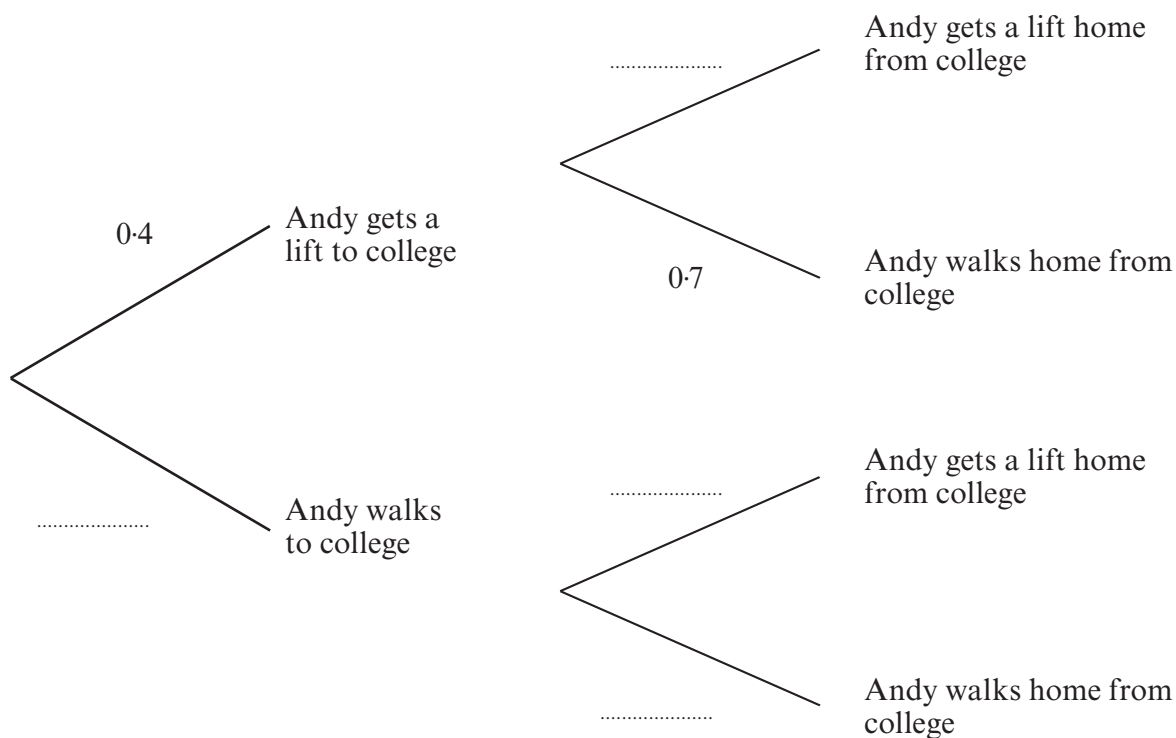 Andy gets a lift home
from college
....................
0·4
Andy gets a
lift to college
0·7
Andy walks home from
college
Andy gets a lift home
from college
....................
....................
Andy walks
to college
Andy walks home from
college
....................